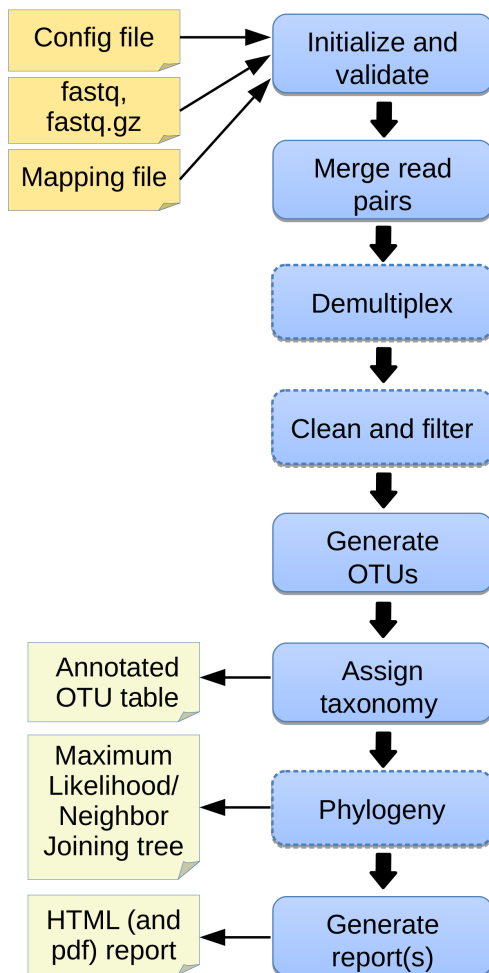 Config file
fastq,
fastq.gz
Mapping file
Initialize and
validate
Merge read
pairs
Demultiplex
Clean and filter
Generate
OTUs
Assign
taxonomy
Annotated
OTU table
Phylogeny
Maximum
Likelihood/
Neighbor
Joining tree
Generate
report(s)
HTML (and
pdf) report